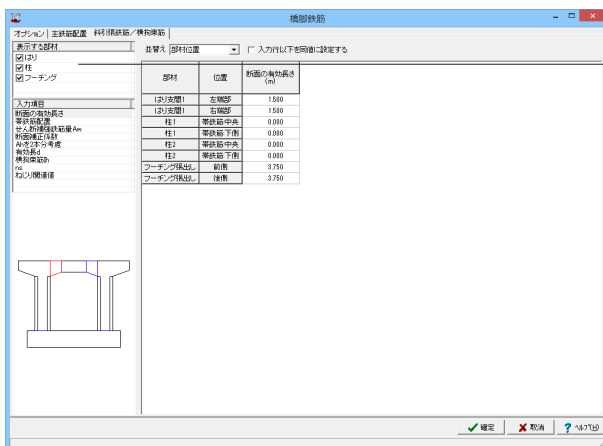 橋脚鉄筋
オプション 主鉄筋配置 斜引張鉄筋/横拘束筋
表示する部材
はり
柱
フーチング
並替え 部材位置 入力行以下を同値に設定する
入力項目
断面の有効長さ
帯鉄筋配置
せん断補強鉄筋量Aw
断面補正係数
Ahを2本分考慮
有効長d
横拘束筋h
ns
ねじり関連値
部材 位置 断面の有効長さ
(m)
はり支間1 左端部 1.500
はり支間1 右端部 1.500
柱1 帯鉄筋中央 0.000
柱1 帯鉄筋下側 0.000
柱2 帯鉄筋中央 0.000
柱2 帯鉄筋下側 0.000
フーチング張出し 前側 3.750
フーチング張出し 後側 3.750
確定 取消 ? ヘルプ(H)